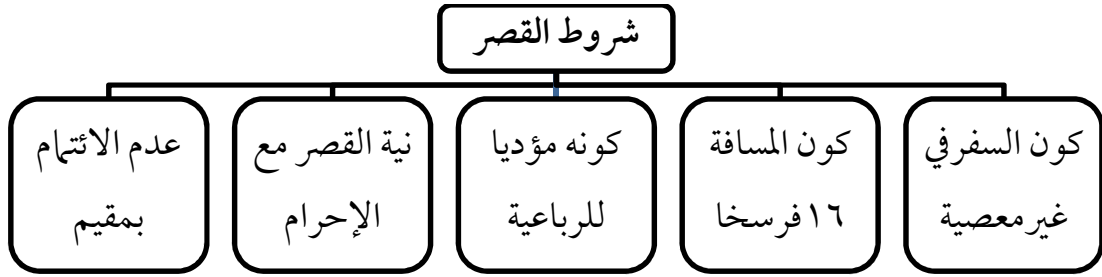 شروط القصر
كون السفر في
غير معصية
كون المسافة
١٦ فرسخا
كونه مؤديا
للرباعية
نية القصر مع
الإحرام
عدم الائتمام
بمقيم